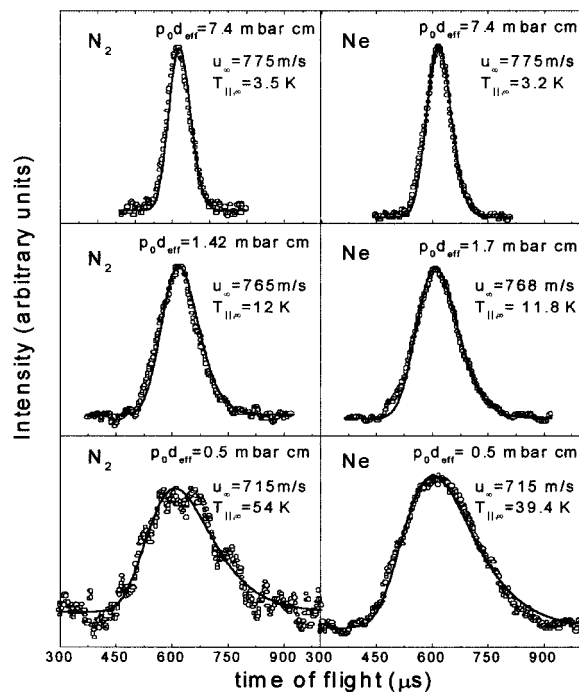 Intensity (arbitrary units)
N2
p0deff=7.4 mbar cm
u∞=775m/s
T||,∞=3.5 K
Ne
p0deff=7.4 mbar cm
u∞=775m/s
T||,∞=3.2 K
N2
p0deff=1.42 mbar cm
u∞=765m/s
T||,∞=12 K
Ne
p0deff=1.7 mbar cm
u∞=768 m/s
T||,∞= 11.8 K
N2
p0deff=0.5 mbar cm
u∞=715m/s
T||,∞=54 K
Ne
p0deff= 0.5 mbar cm
u∞=715 m/s
T||,∞=39.4 K
300 450 600 750 900 300 450 600 750 900
time of flight (μs)